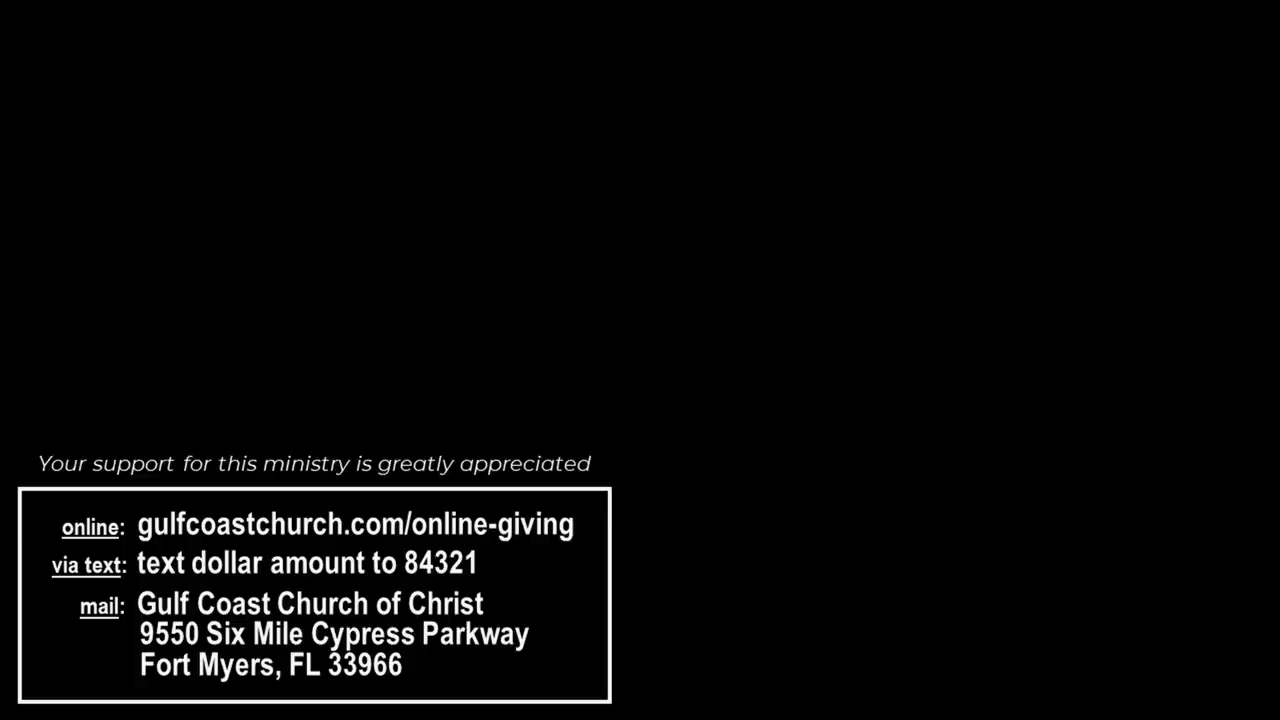 Your support for this ministry is greatly appreciated
online: gulfcoastchurch.com/online-giving
via text: text dollar amount to 84321
mail: Gulf Coast Church of Christ
9550 Six Mile Cypress Parkway
Fort Myers, FL 33966